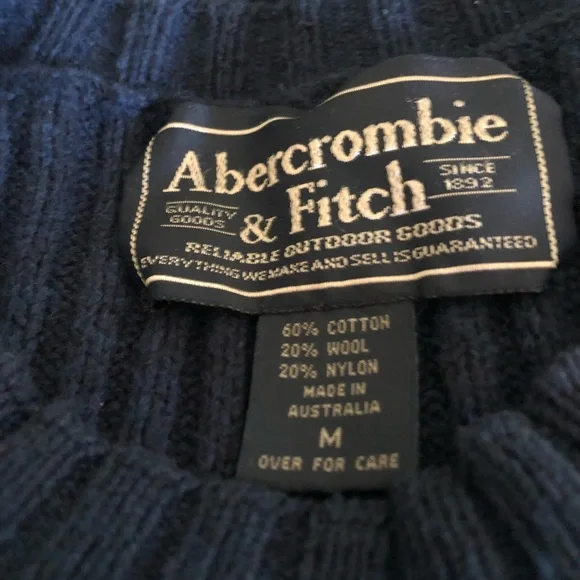 Abercrombie
& Fitch
QUALITY
GOODS
SINCE
1892
RELIABLE OUTDOOR GOODS
EVERYTHING WE MAKE AND SELL IS GUARANTEED
60% COTTON
20% WOOL
20% NYLON
MADE IN
AUSTRALIA
M
OVER FOR CARE